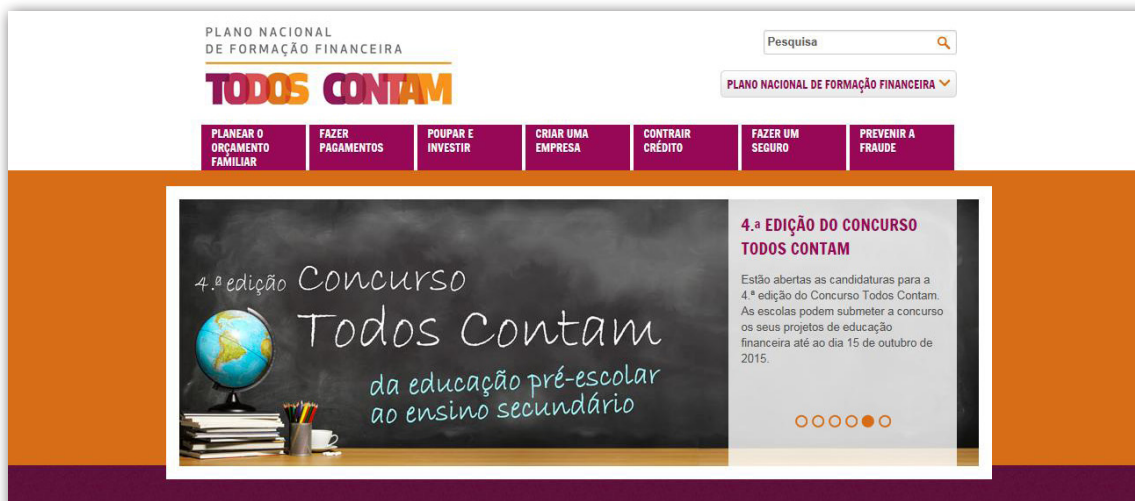 PLANO NACIONAL
DE FORMAÇÃO FINANCEIRA
TODOS CONTAM
Pesquisa
PLANO NACIONAL DE FORMAÇÃO FINANCEIRA
PLANEAR O
ORÇAMENTO
FAMILIAR
FAZER
PAGAMENTOS
POUPAR E
INVESTIR
CRIAR UMA
EMPRESA
CONTRAIR
CRÉDITO
FAZER UM
SEGURO
PREVENIR A
FRAUDE
4.ª edição Concurso
Todos Contam
da educação pré-escolar
ao ensino secundário
4.ª EDIÇÃO DO CONCURSO
TODOS CONTAM
Estão abertas as candidaturas para a
4.ª edição do Concurso Todos Contam.
As escolas podem submeter a concurso
os seus projetos de educação
financeira até ao dia 15 de outubro de
2015.